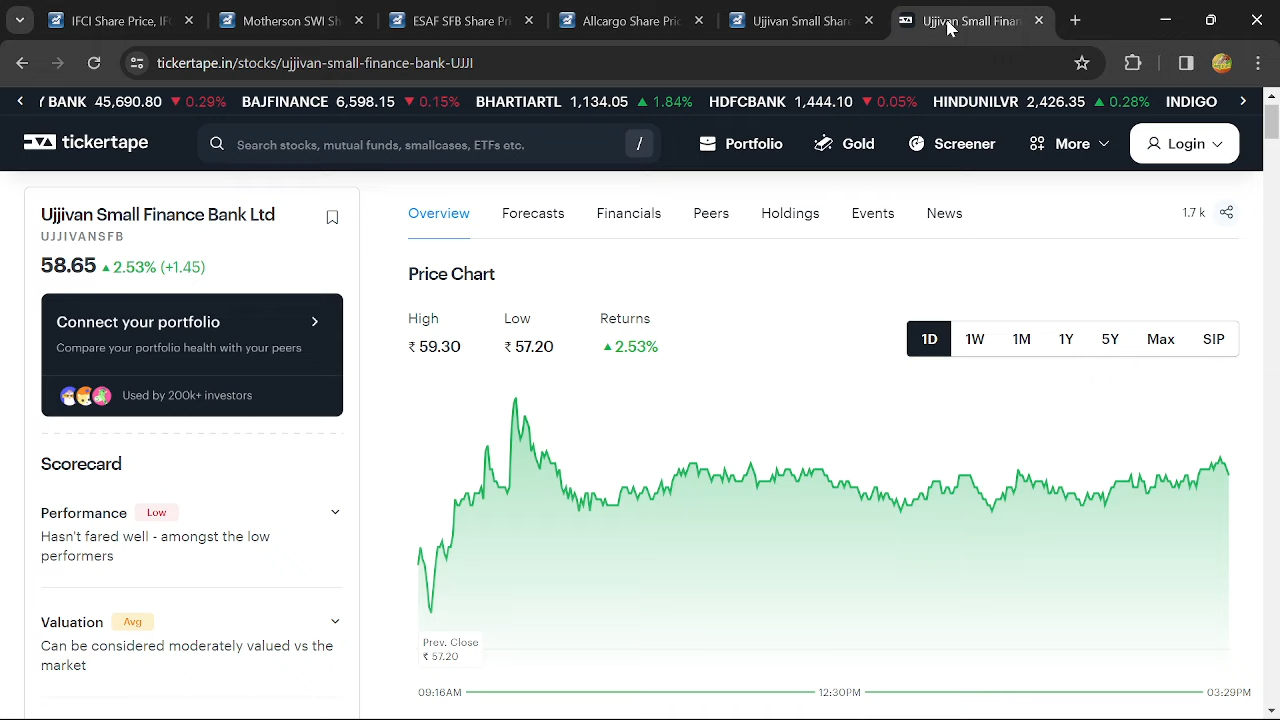 IFCI Share Price, IF
Motherson SWI Sh
ESAF SFB Share Pri
Allcargo Share Pric
Ujjivan Small Share
Ujjivan Small Finan
tickertape.in/stocks/ujjivan-small-finance-bank-UJJI
BANK 45,690.80 ▼ 0.29% BAJFINANCE 6,598.15 ▼ 0.15% BHARTIARTL 1,134.05 ▲ 1.84% HDFCBANK 1,444.10 ▼ 0.05% HINDUNILVR 2,426.35 ▲ 0.28% INDIGO
tickertape
Search stocks, mutual funds, smallcases, ETFs etc.
/
Portfolio
Gold
Screener
More
Login
Ujjivan Small Finance Bank Ltd
UJJIVANSFB
58.65 ▲ 2.53% (+1.45)
Connect your portfolio
Compare your portfolio health with your peers
Used by 200k+ investors
Scorecard
Performance Low
Hasn't fared well - amongst the low
performers
Valuation Avg
Can be considered moderately valued vs the
market
Overview Forecasts Financials Peers Holdings Events News
1.7 k
Price Chart
High Low Returns
₹ 59.30 ₹ 57.20 ▲ 2.53%
1D 1W 1M 1Y 5Y Max SIP
Prev. Close
₹ 57.20
09:16AM 12:30PM 03:29PM